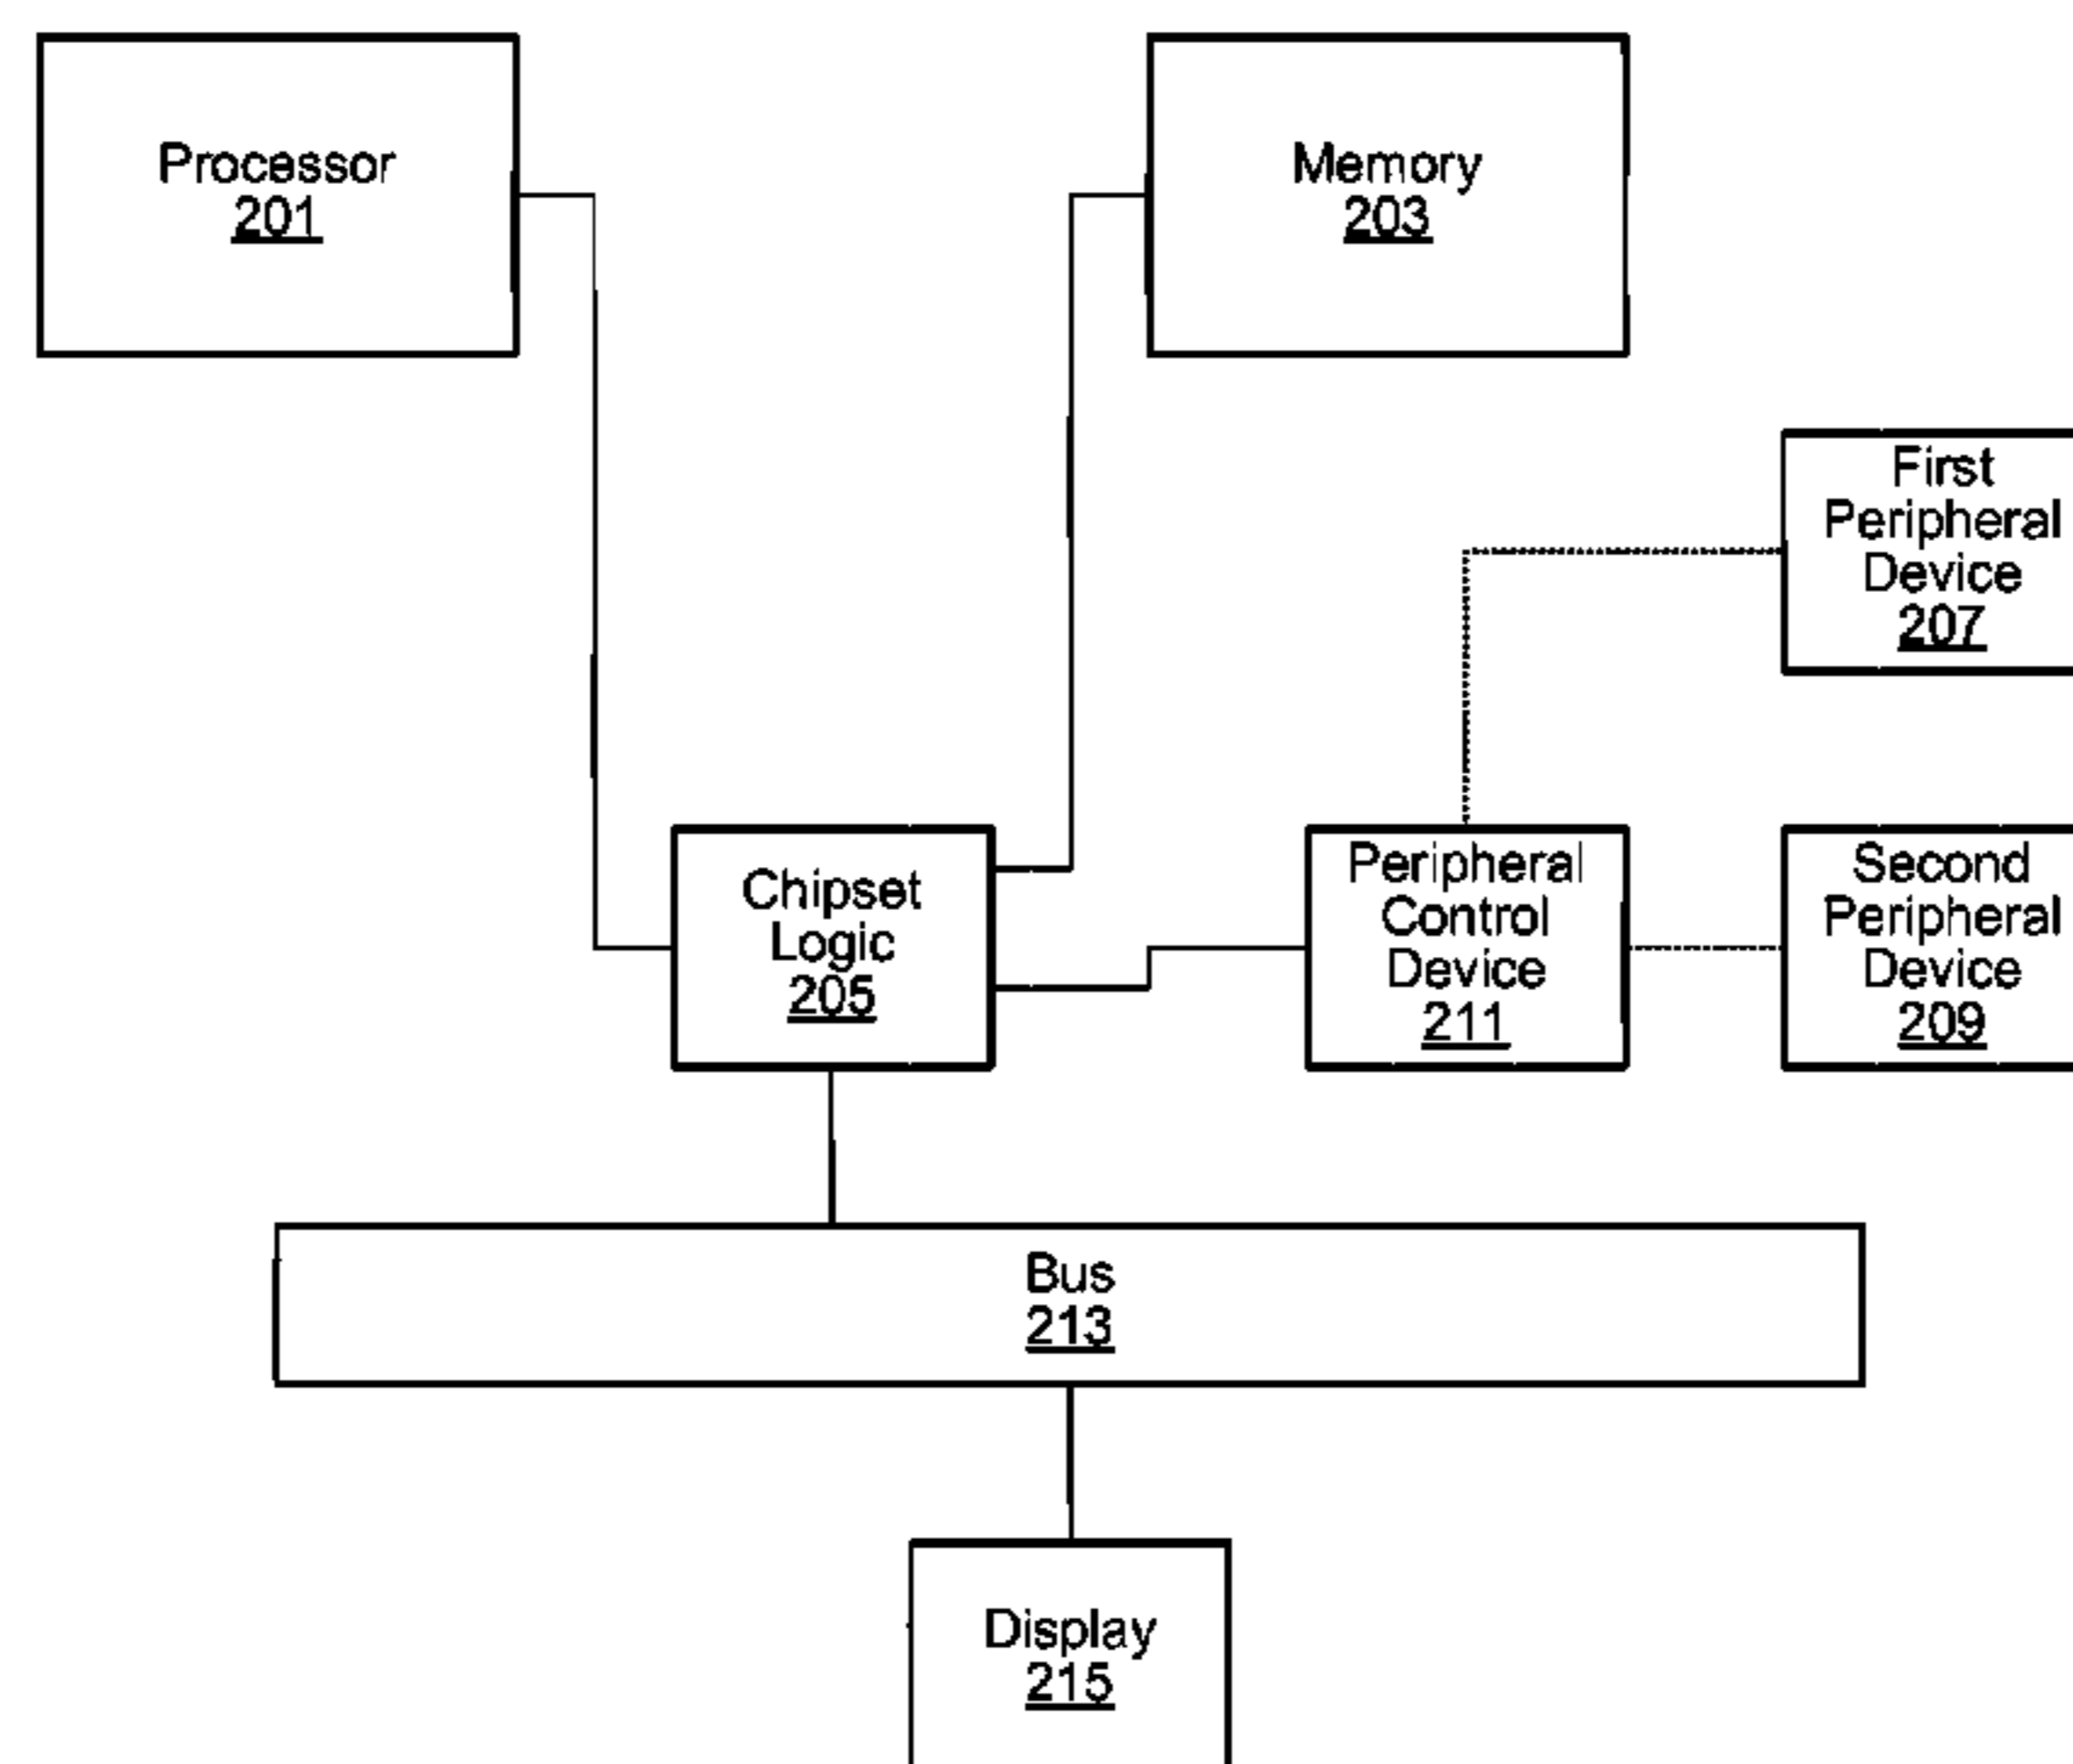 Processor
201
Memory
203
First
Peripheral
Device
207
Chipset
Logic
205
Peripheral
Control
Device
211
Second
Peripheral
Device
209
Bus
213
Display
215